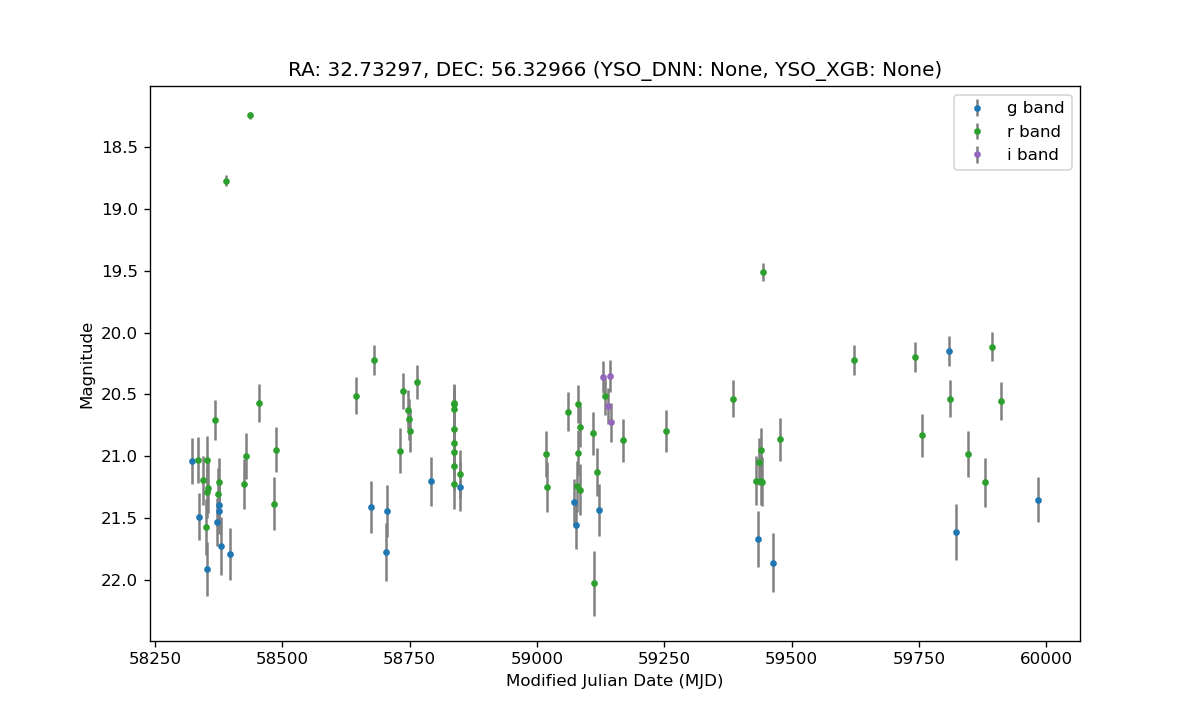 RA: 32.73297, DEC: 56.32966 (YSO_DNN: None, YSO_XGB: None)
g band
r band
i band
18.5
19.0
19.5
20.0
20.5
21.0
21.5
22.0
Magnitude
58250 58500 58750 59000 59250 59500 59750 60000
Modified Julian Date (MJD)